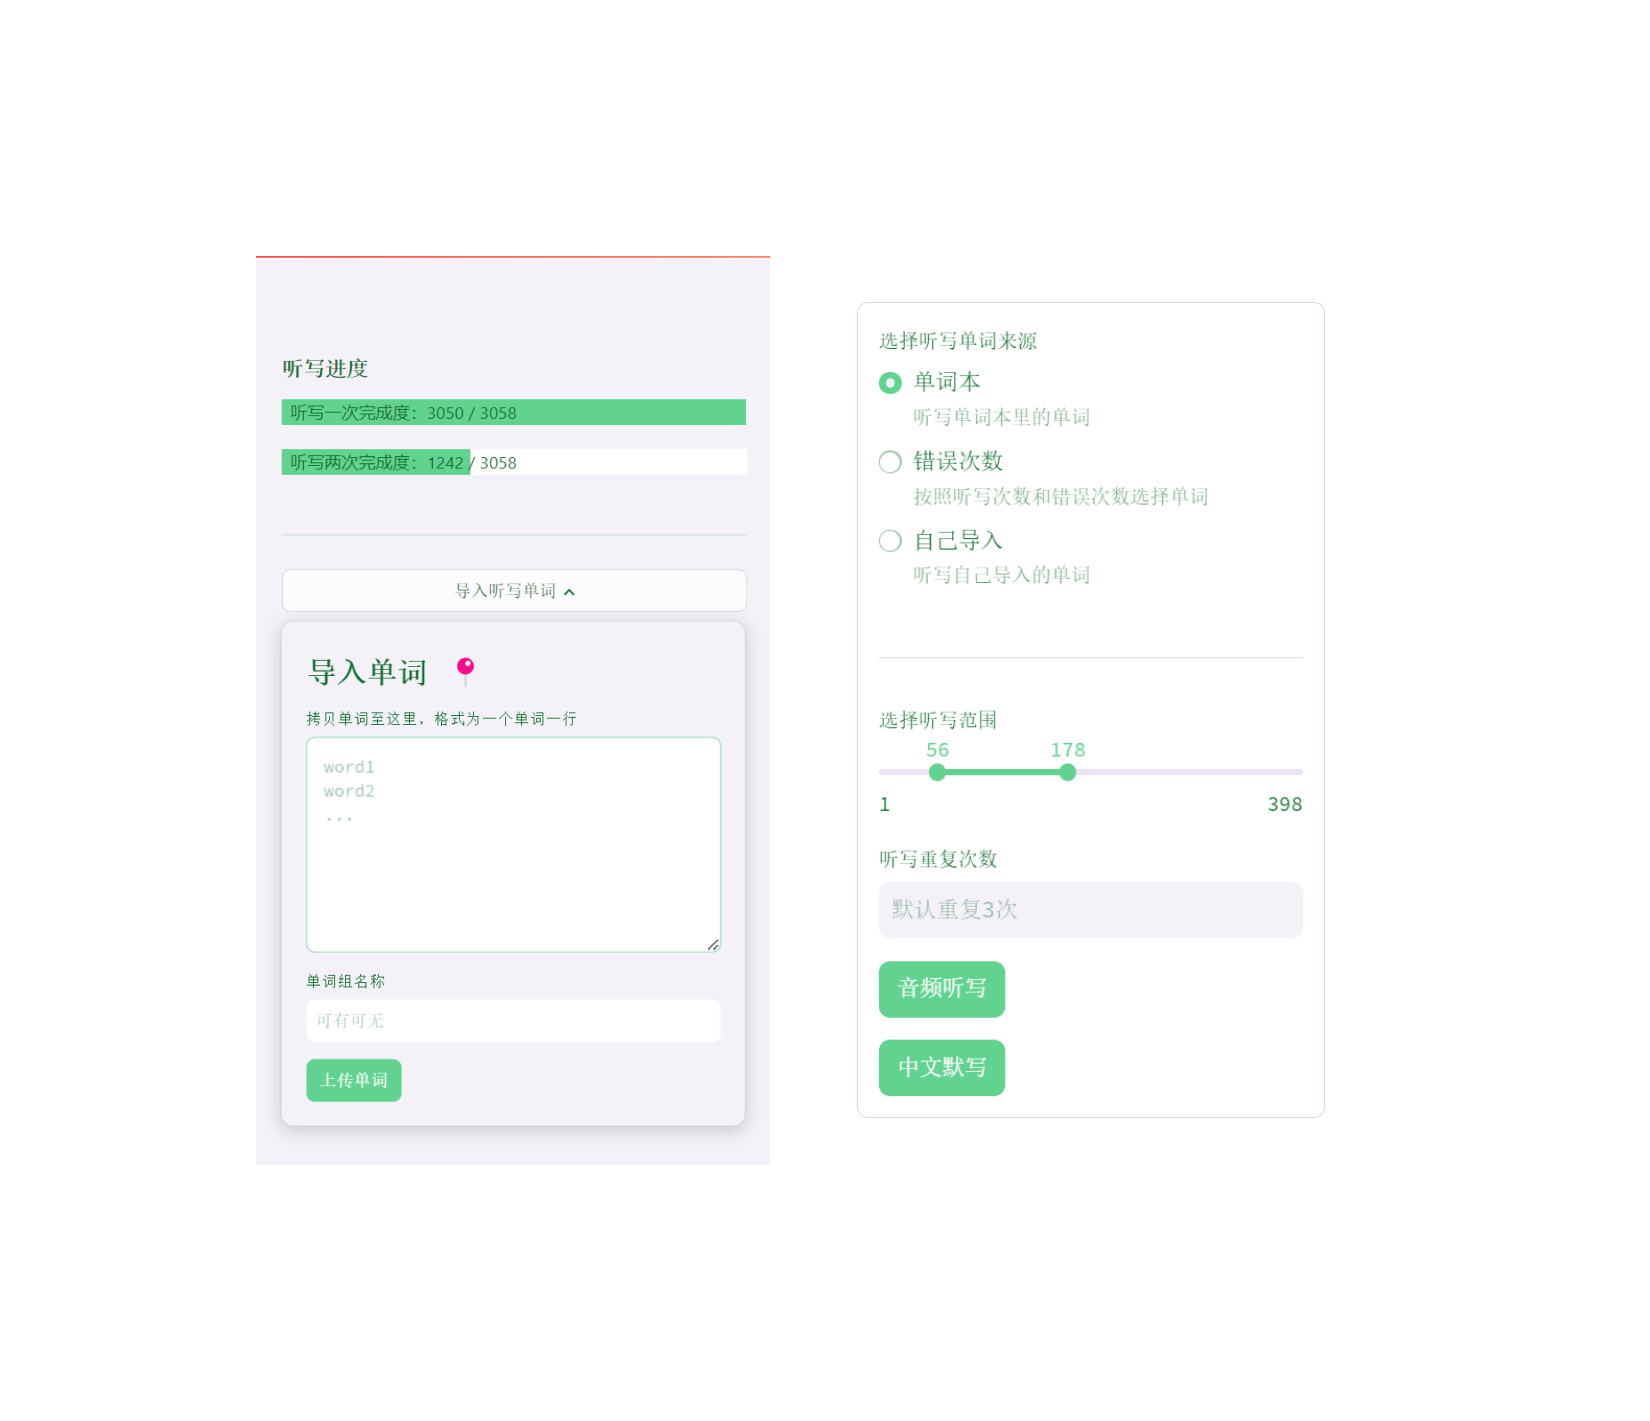 听写进度
听写一次完成度：3050 / 3058
听写两次完成度：1242 / 3058
导入听写单词
导入单词
拷贝单词至这里，格式为一个单词一行
word1
word2
...
单词组名称
可有可无
上传单词
选择听写单词来源
单词本
听写单词本里的单词
错误次数
按照听写次数和错误次数选择单词
自己导入
听写自己导入的单词
选择听写范围
56 178
1 398
听写重复次数
默认重复3次
音频听写
中文默写